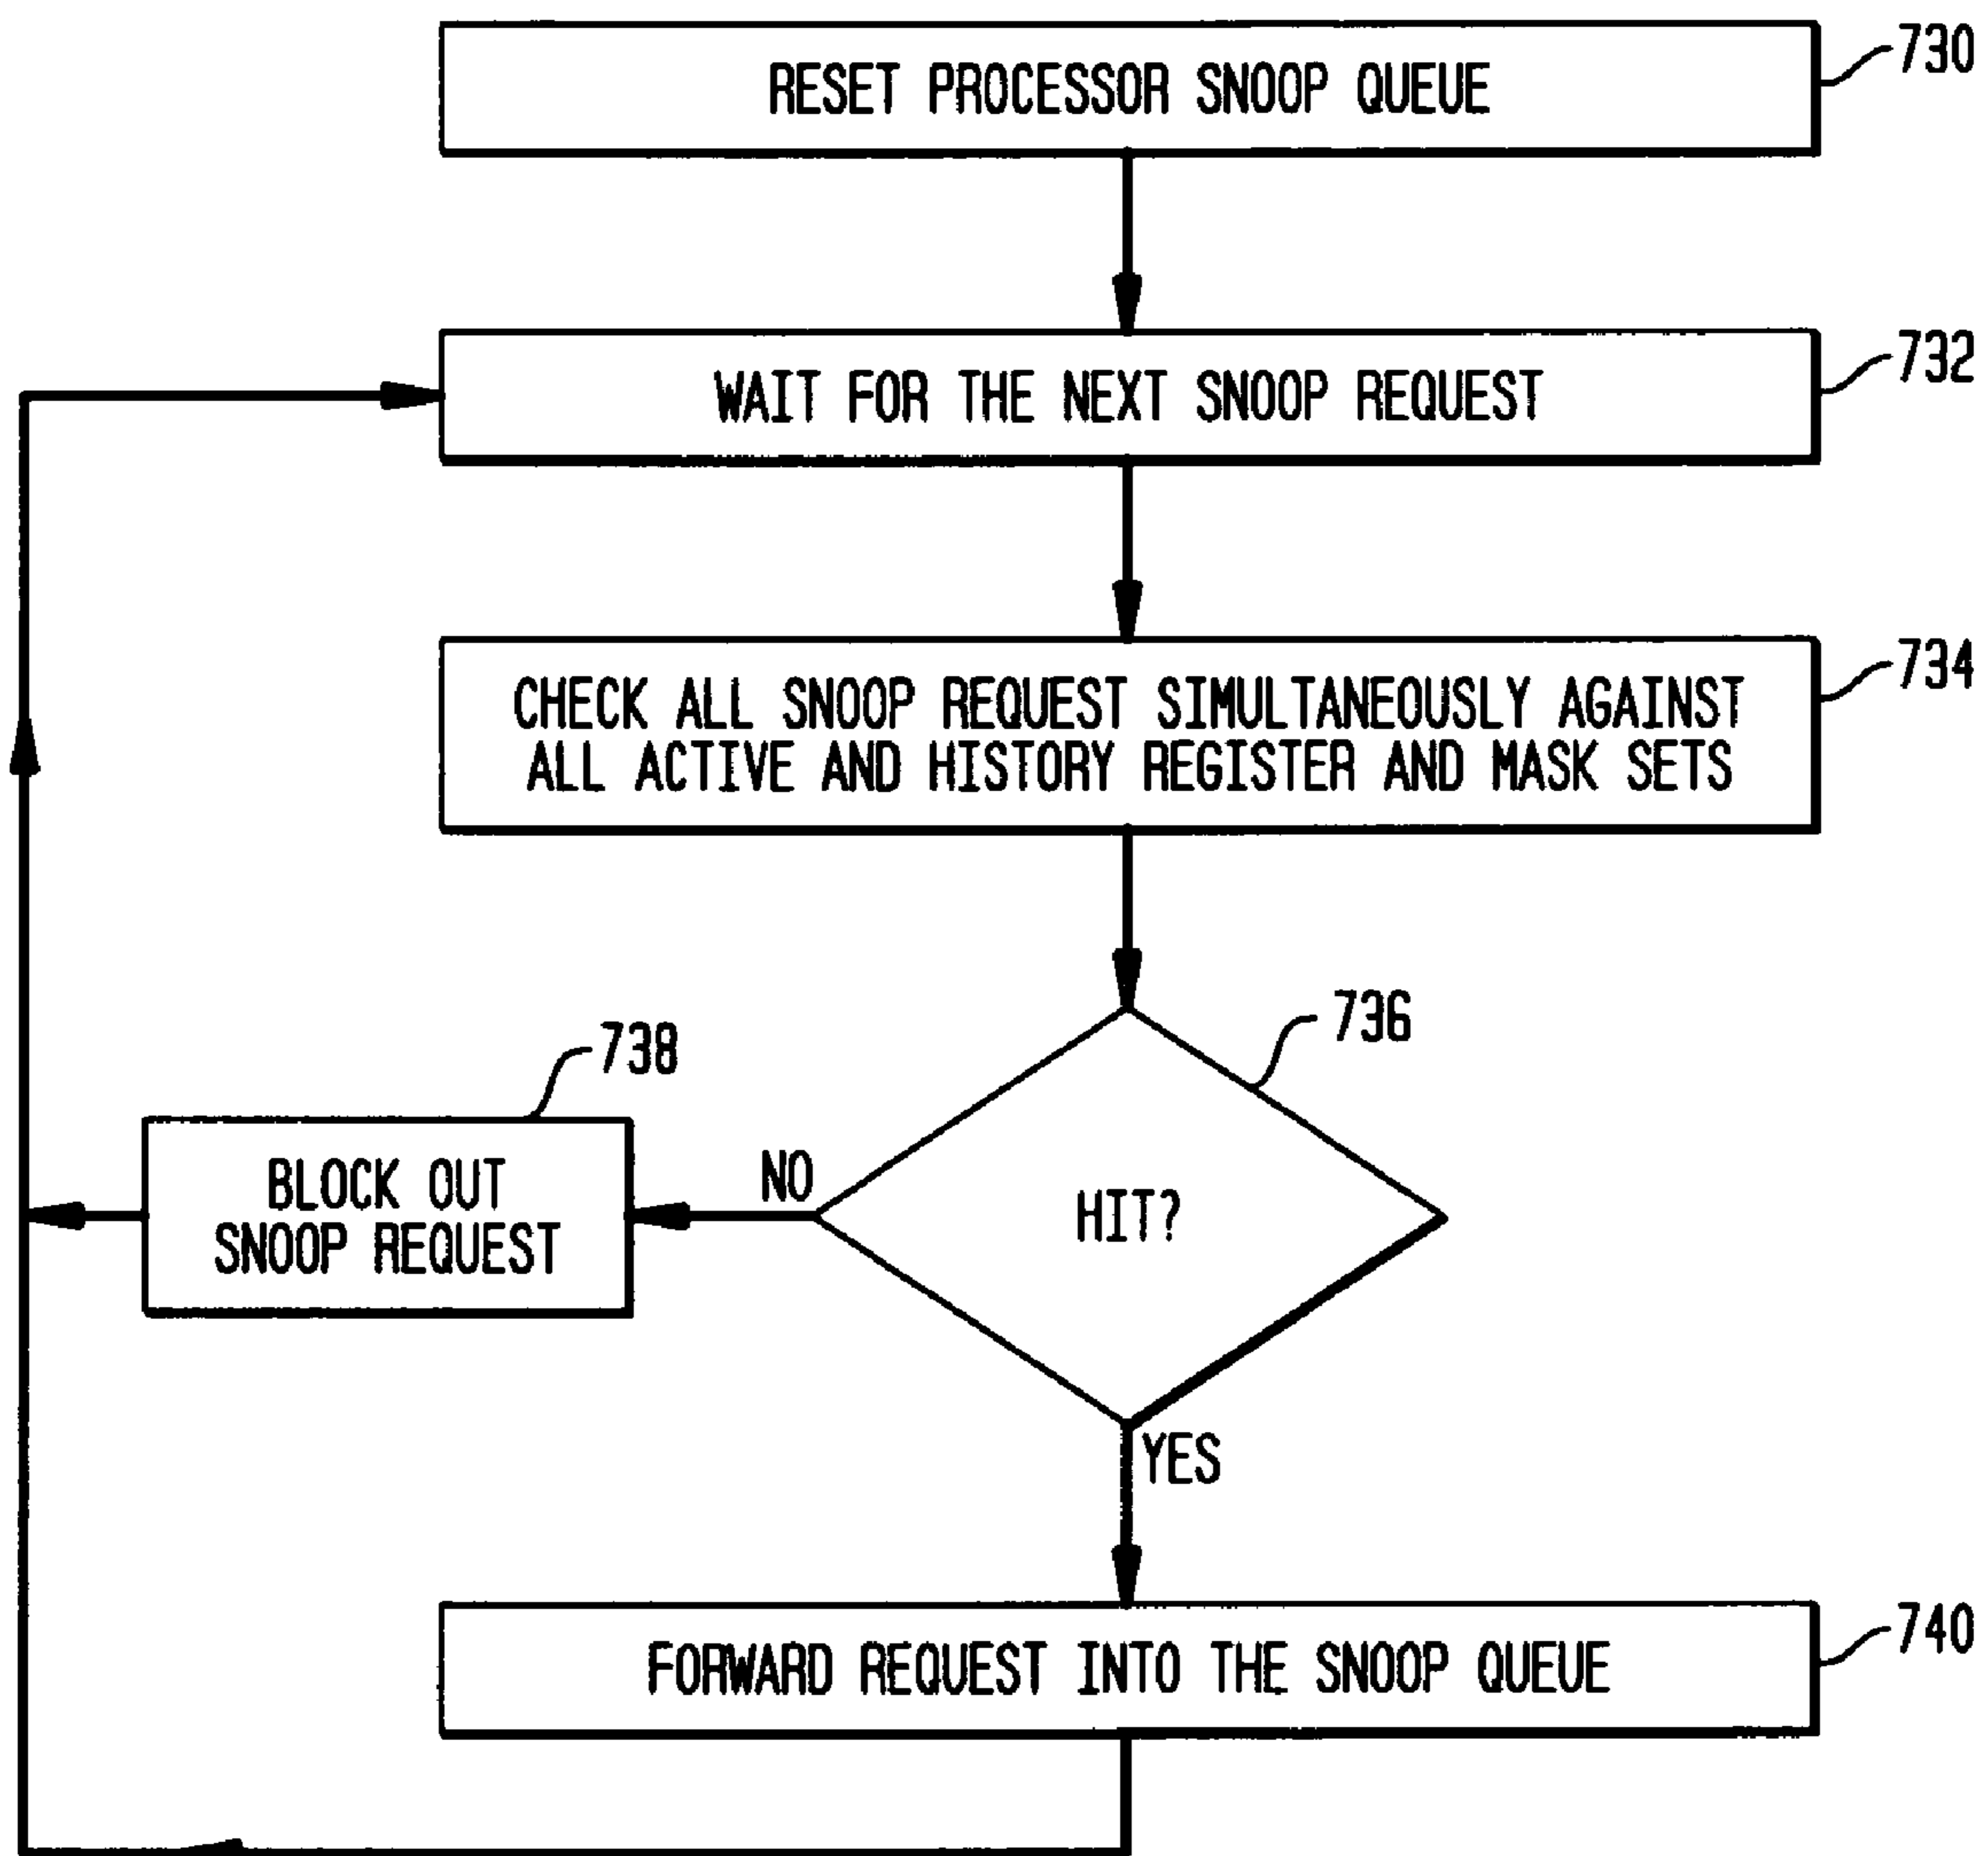 730
RESET PROCESSOR SNOOP QUEUE
732
WAIT FOR THE NEXT SNOOP REQUEST
734
CHECK ALL SNOOP REQUEST SIMULTANEOUSLY AGAINST
ALL ACTIVE AND HISTORY REGISTER AND MASK SETS
736
738
NO
HIT?
BLOCK OUT
SNOOP REQUEST
YES
740
FORWARD REQUEST INTO THE SNOOP QUEUE